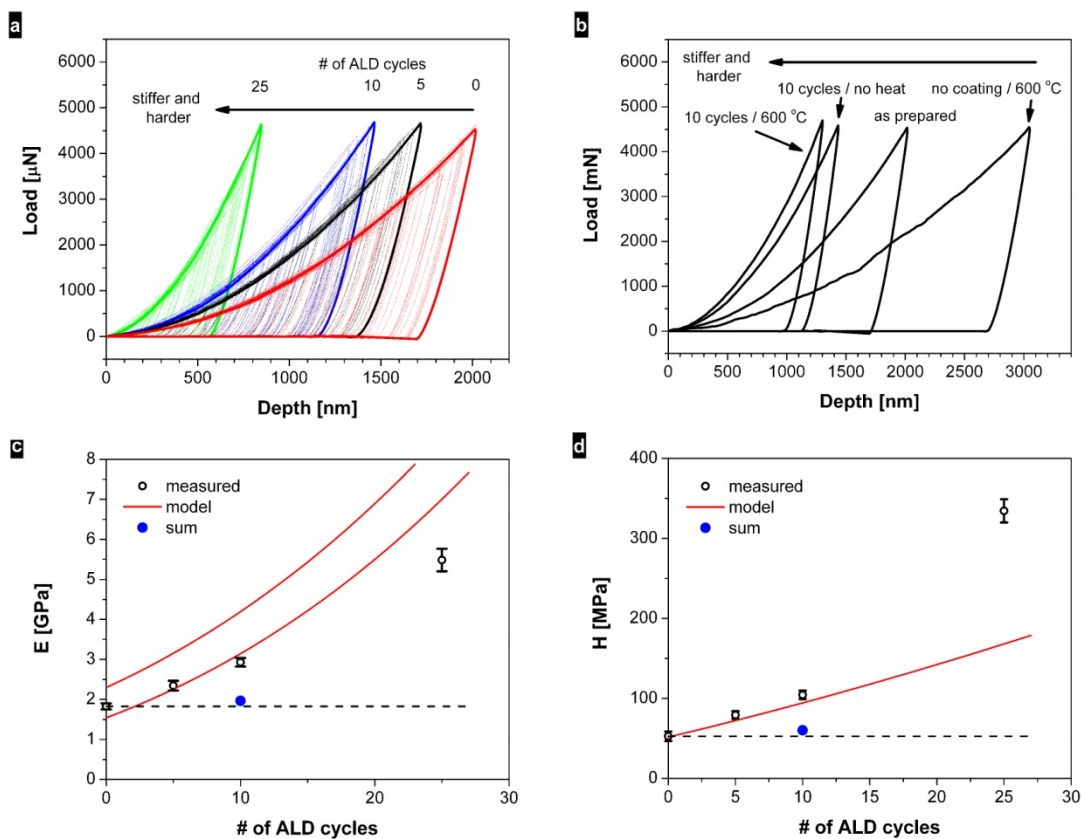 a
# of ALD cycles
25 10 5 0
stiffer and
harder
6000
5000
4000
3000
2000
1000
0
Load [µN]
0 500 1000 1500 2000
Depth [nm]
b
stiffer and
harder
10 cycles / no heat
no coating / 600 °C
10 cycles / 600 °C
as prepared
6000
5000
4000
3000
2000
1000
0
Load [mN]
0 500 1000 1500 2000 2500 3000
Depth [nm]
c
measured
model
sum
8
7
6
5
4
3
2
1
0
E [GPa]
0 10 20 30
# of ALD cycles
d
measured
model
sum
400
300
200
100
0
H [MPa]
0 5 10 15 20 25 30
# of ALD cycles